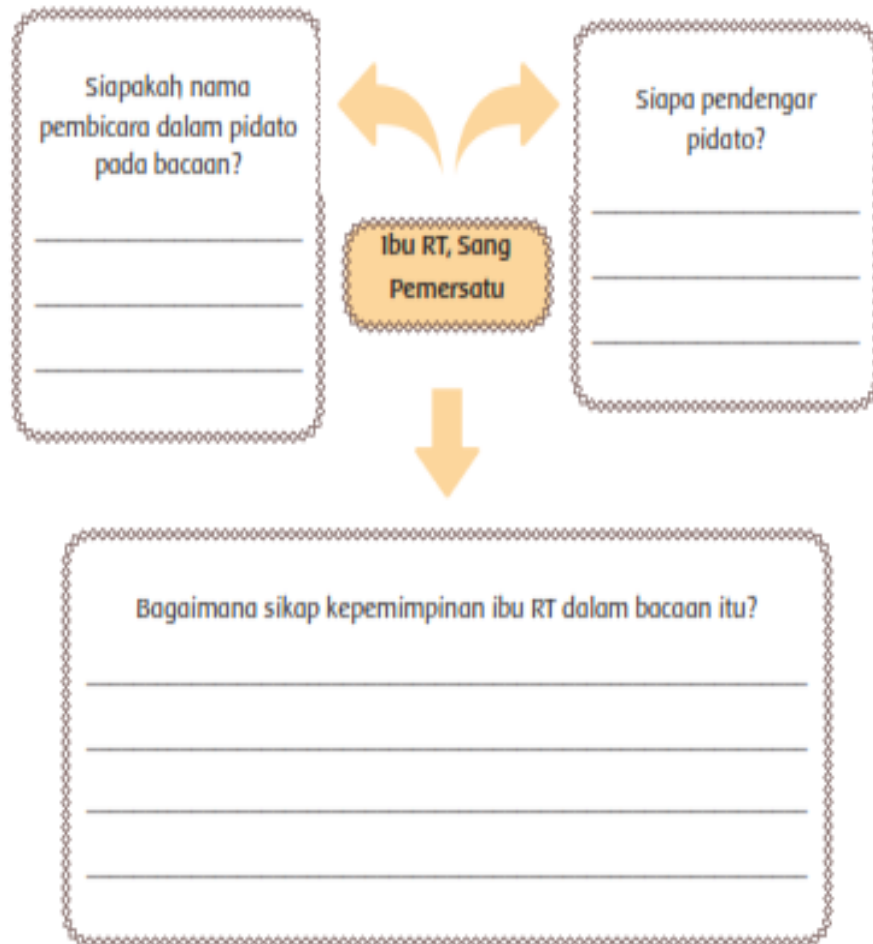 Siapakah nama
pembicara dalam pidato
pada bacaan?
Siapa pendengar
pidato?
Ibu RT, Sang
Pemersatu
Bagaimana sikap kepemimpinan ibu RT dalam bacaan itu?